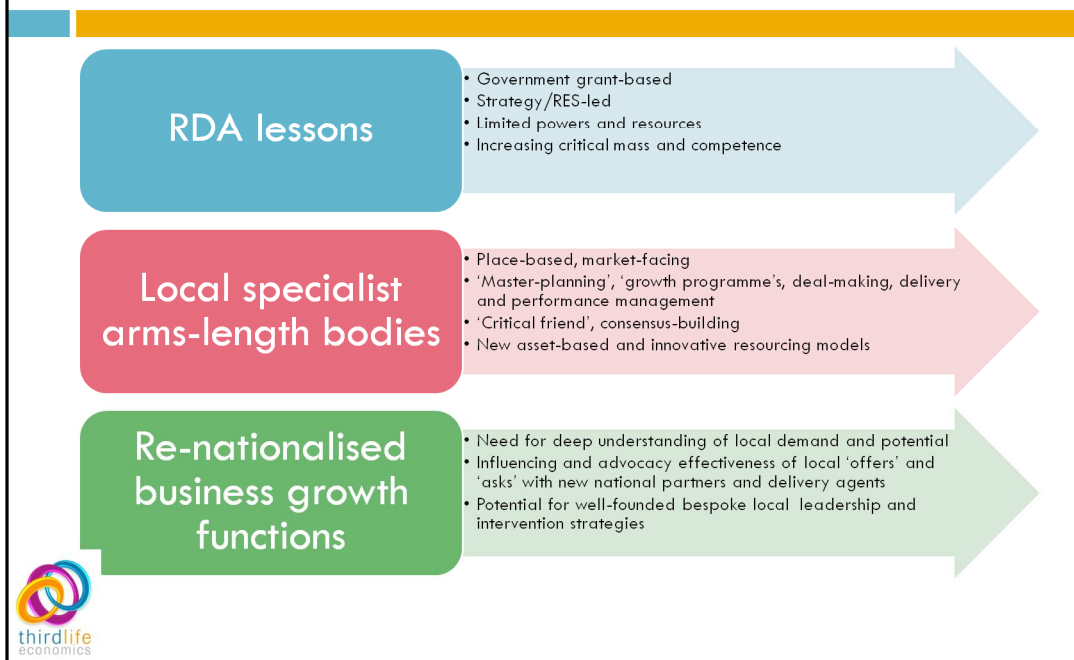 RDA lessons
• Government grant-based
• Strategy/RES-led
• Limited powers and resources
• Increasing critical mass and competence
Local specialist
arms-length bodies
• Place-based, market-facing
• ‘Master-planning’, ‘growth programme’s, deal-making, delivery
and performance management
• ‘Critical friend’, consensus-building
• New asset-based and innovative resourcing models
Re-nationalised
business growth
functions
• Need for deep understanding of local demand and potential
• Influencing and advocacy effectiveness of local ‘offers’ and
‘asks’ with new national partners and delivery agents
• Potential for well-founded bespoke local leadership and
intervention strategies
thirdlife
economics